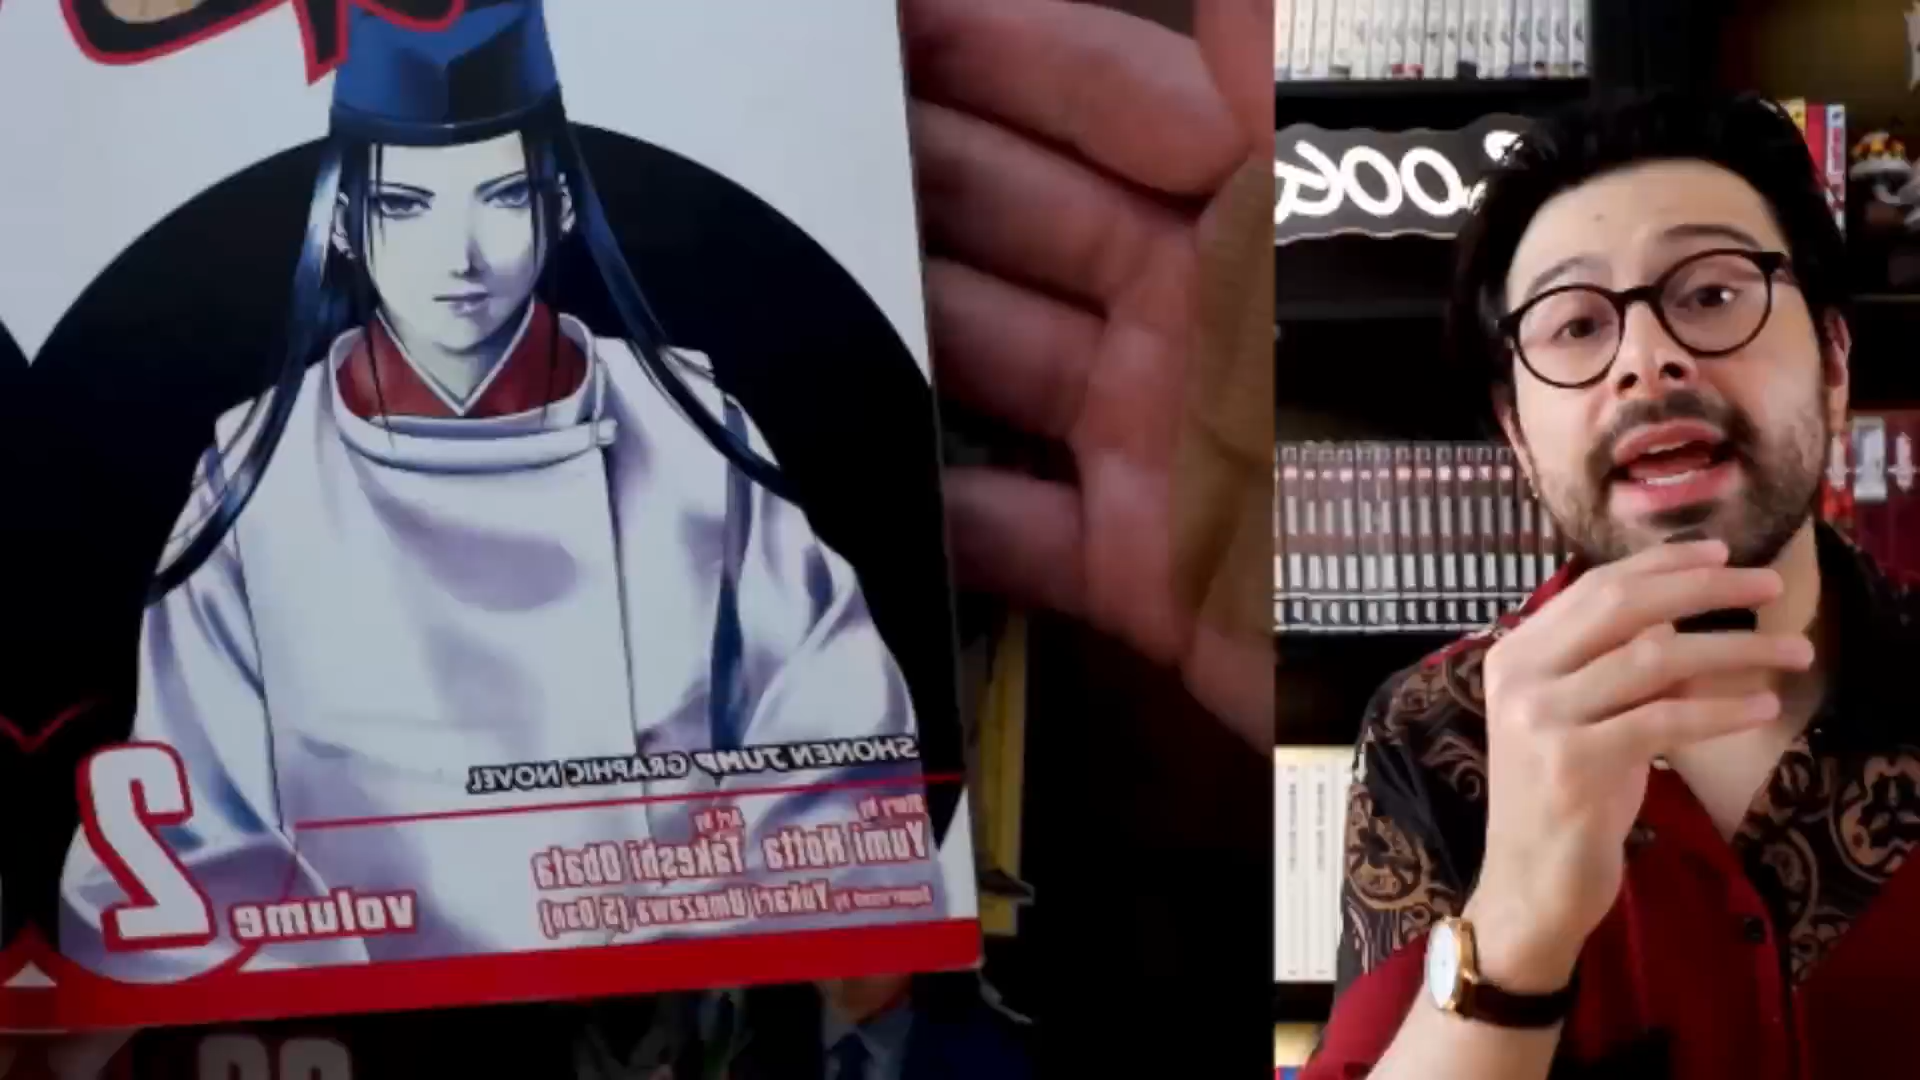 SHONEN JUMP GRAPHIC NOVEL
Story by Art by
Yumi Hotta Takeshi Obata
Supervised by Yukari Umezawa (5 Dan)
volume 2